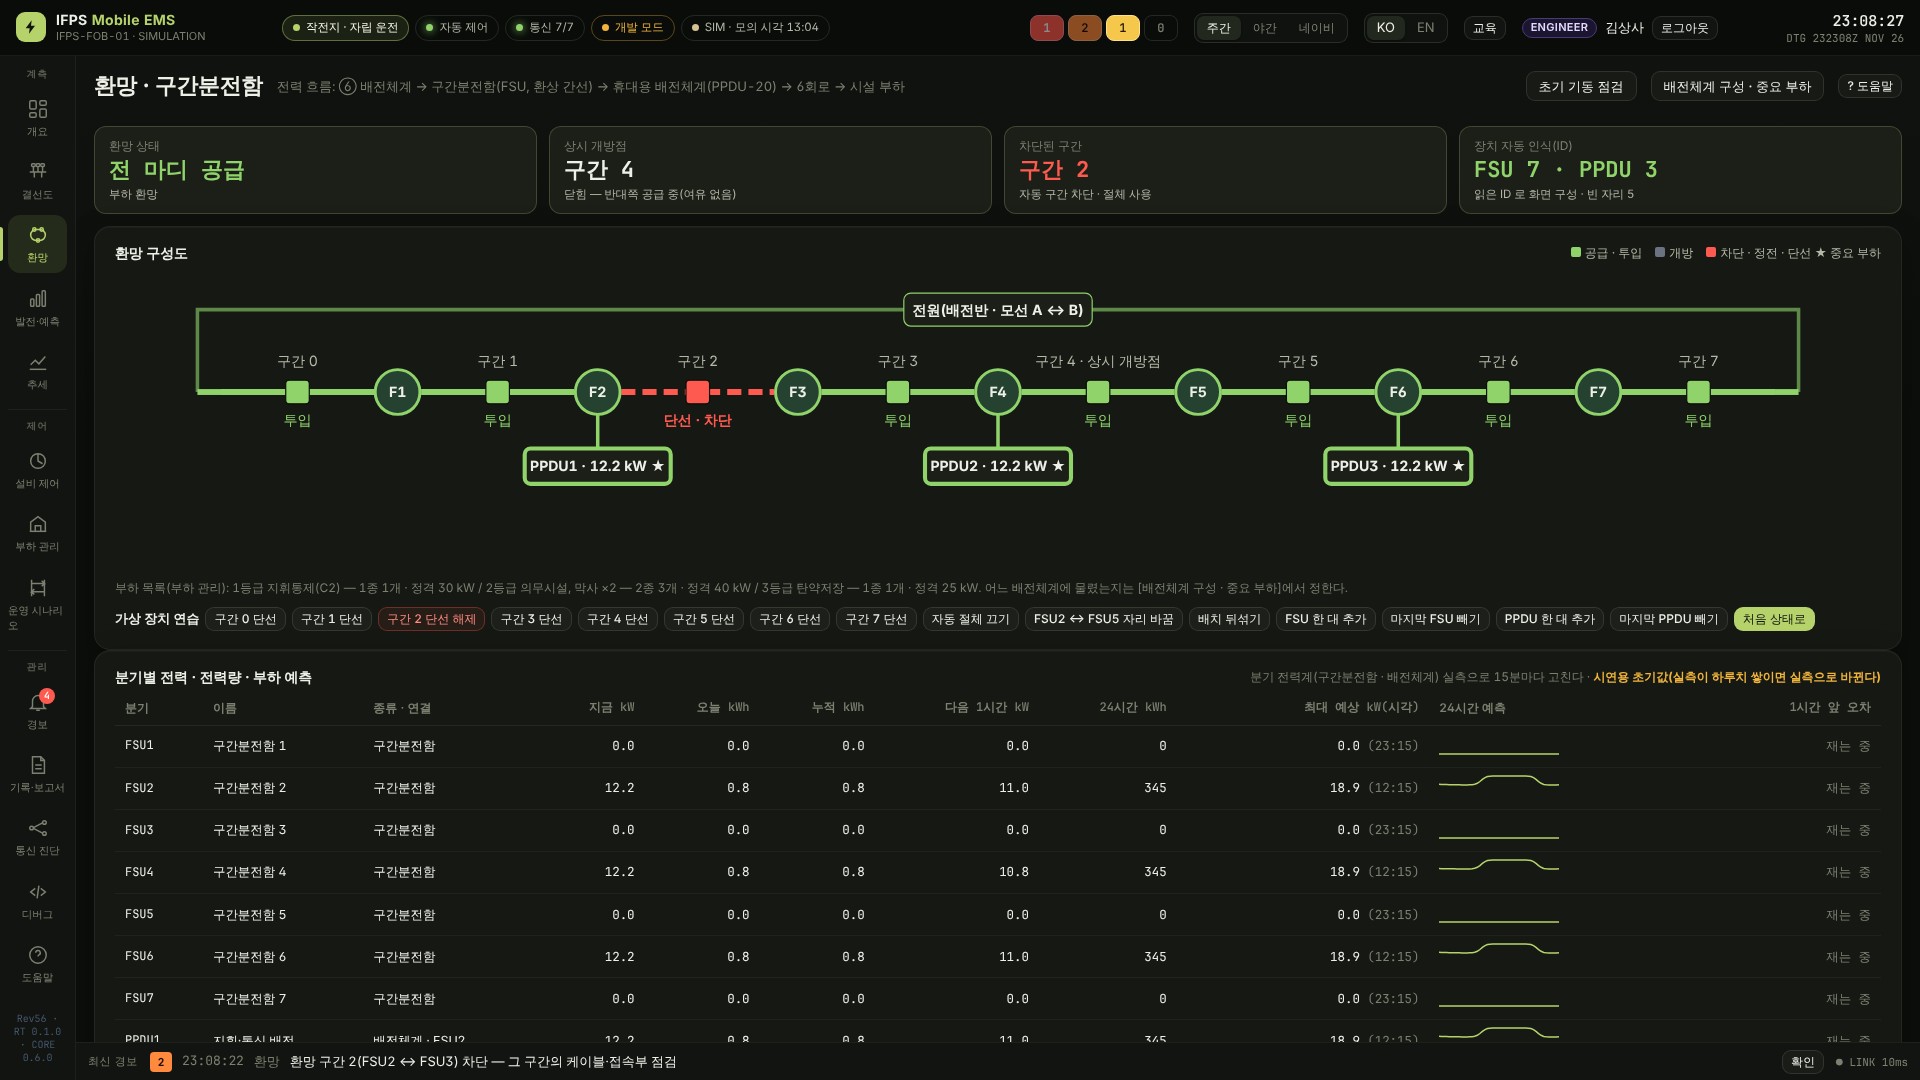 IFPS Mobile EMS
IFPS-FOB-01 · SIMULATION
작전지 · 자립 운전
자동 제어
통신 7/7
개발 모드
SIM · 모의 시각 13:04
1 2 1 0
주간 야간 네이비
KO EN
교육
ENGINEER 김상사 로그아웃
23:08:27
DTG 232308Z NOV 26
계측
개요
결선도
환망
발전·예측
추세
제어
설비 제어
부하 관리
운영 시나리
오
관리
4
경보
기록·보고서
통신 진단
디버그
도움말
Rev56 ·
RT 0.1.0
· CORE
0.6.0
환망 · 구간분전함
전력 흐름: ⑥ 배전체계 → 구간분전함(FSU, 환상 간선) → 휴대용 배전체계(PPDU-20) → 6회로 → 시설 부하
초기 기동 점검
배전체계 구성 · 중요 부하
? 도움말
환망 상태
전 마디 공급
부하 환망
상시 개방점
구간 4
닫힘 — 반대쪽 공급 중(여유 없음)
차단된 구간
구간 2
자동 구간 차단 · 절체 사용
장치 자동 인식(ID)
FSU 7 · PPDU 3
읽은 ID 로 화면 구성 · 빈 자리 5
환망 구성도
공급 · 투입 개방 차단 · 정전 · 단선 ★ 중요 부하
전원(배전반 · 모선 A ↔ B)
구간 0 구간 1 구간 2 구간 3 구간 4 · 상시 개방점 구간 5 구간 6 구간 7
F1 F2 F3 F4 F5 F6 F7
투입 투입 단선 · 차단 투입 투입 투입 투입 투입
PPDU1 · 12.2 kW ★ PPDU2 · 12.2 kW ★ PPDU3 · 12.2 kW ★
부하 목록(부하 관리): 1등급 지휘통제(C2) — 1종 1개 · 정격 30 kW / 2등급 의무시설, 막사 ×2 — 2종 3개 · 정격 40 kW / 3등급 탄약저장 — 1종 1개 · 정격 25 kW. 어느 배전체계에 물렸는지는 [배전체계 구성 · 중요 부하]에서 정한다.
가상 장치 연습 구간 0 단선 구간 1 단선 구간 2 단선 해제 구간 3 단선 구간 4 단선 구간 5 단선 구간 6 단선 구간 7 단선 자동 절체 끄기 FSU2 ↔ FSU5 자리 바꿈 배치 뒤섞기 FSU 한 대 추가 마지막 FSU 빼기 PPDU 한 대 추가 마지막 PPDU 빼기 처음 상태로
분기별 전력 · 전력량 · 부하 예측
분기 전력계(구간분전함 · 배전체계) 실측으로 15분마다 고친다 · 시연용 초기값(실측이 하루치 쌓이면 실측으로 바뀐다)
분기 이름 종류 · 연결 지금 kW 오늘 kWh 누적 kWh 다음 1시간 kW 24시간 kWh 최대 예상 kW(시각) 24시간 예측 1시간 앞 오차
FSU1 구간분전함 1 구간분전함 0.0 0.0 0.0 0.0 0 0.0 (23:15) 재는 중
FSU2 구간분전함 2 구간분전함 12.2 0.8 0.8 11.0 345 18.9 (12:15) 재는 중
FSU3 구간분전함 3 구간분전함 0.0 0.0 0.0 0.0 0 0.0 (23:15) 재는 중
FSU4 구간분전함 4 구간분전함 12.2 0.8 0.8 10.8 345 18.9 (12:15) 재는 중
FSU5 구간분전함 5 구간분전함 0.0 0.0 0.0 0.0 0 0.0 (23:15) 재는 중
FSU6 구간분전함 6 구간분전함 12.2 0.8 0.8 11.0 345 18.9 (12:15) 재는 중
FSU7 구간분전함 7 구간분전함 0.0 0.0 0.0 0.0 0 0.0 (23:15) 재는 중
PPDU1 지휘·통신 배전 배전체계 · FSU2 12.2 0.8 0.8 11.0 345 18.9 (12:15) 재는 중
최신 경보 2 23:08:22 환망 환망 구간 2(FSU2 ↔ FSU3) 차단 — 그 구간의 케이블·접속부 점검
확인
LINK 10ms